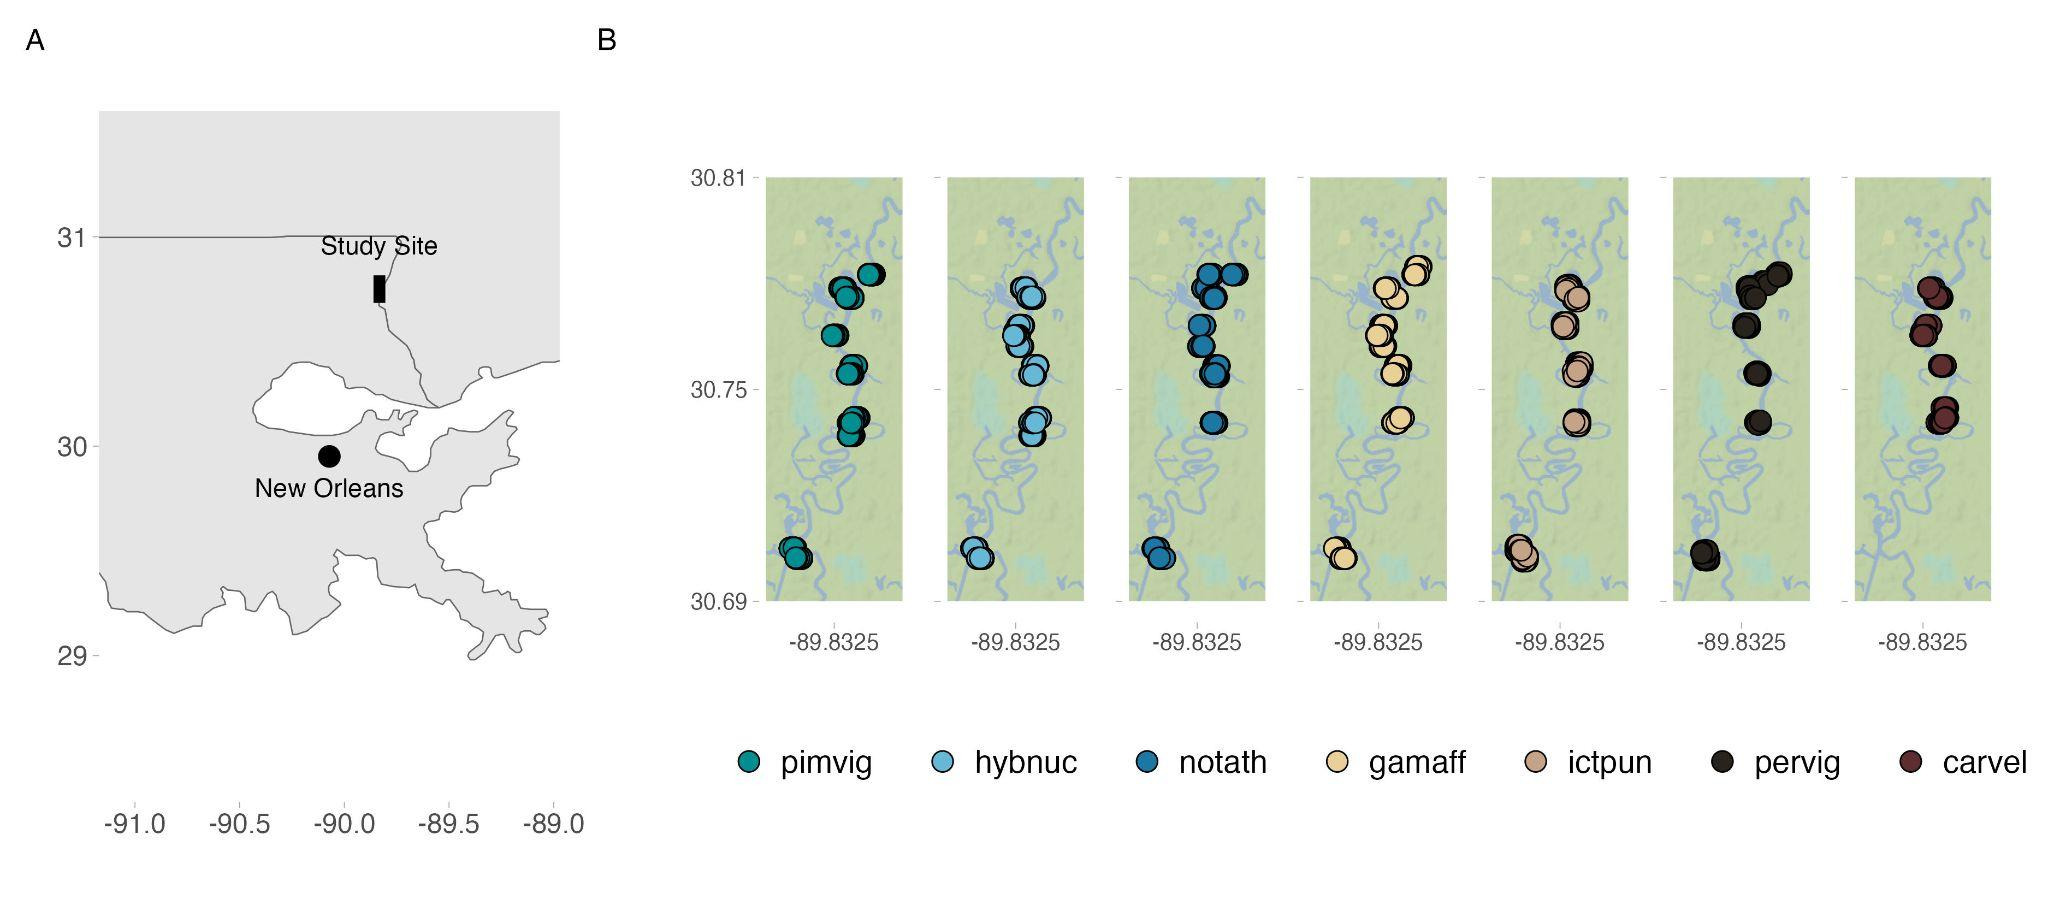 A
B
31
30
29
Study Site
New Orleans
-91.0 -90.5 -90.0 -89.5 -89.0
30.81
30.75
30.69
-89.8325 -89.8325 -89.8325 -89.8325 -89.8325 -89.8325 -89.8325
pimvig hybnuc notath gamaff ictpun pervig carvel